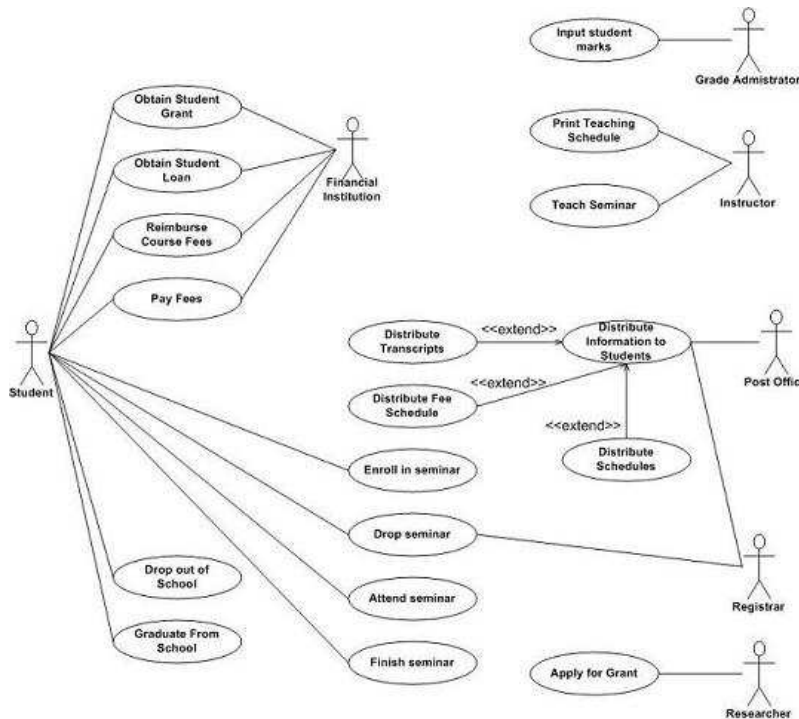 Input student
marks
Grade Admistrator
Obtain Student
Grant
Print Teaching
Schedule
Obtain Student
Loan
Financial
Institution
Teach Seminar
Instructor
Reimburse
Course Fees
Pay Fees
Distribute
Transcripts
<<extend>>
Distribute
Information to
Students
Student
Post Offic
<<extend>>
Distribute Fee
Schedule
<<extend>>
Distribute
Schedules
Enroll in seminar
Drop seminar
Drop out of
School
Attend seminar
Registrar
Graduate From
School
Finish seminar
Apply for Grant
Researcher